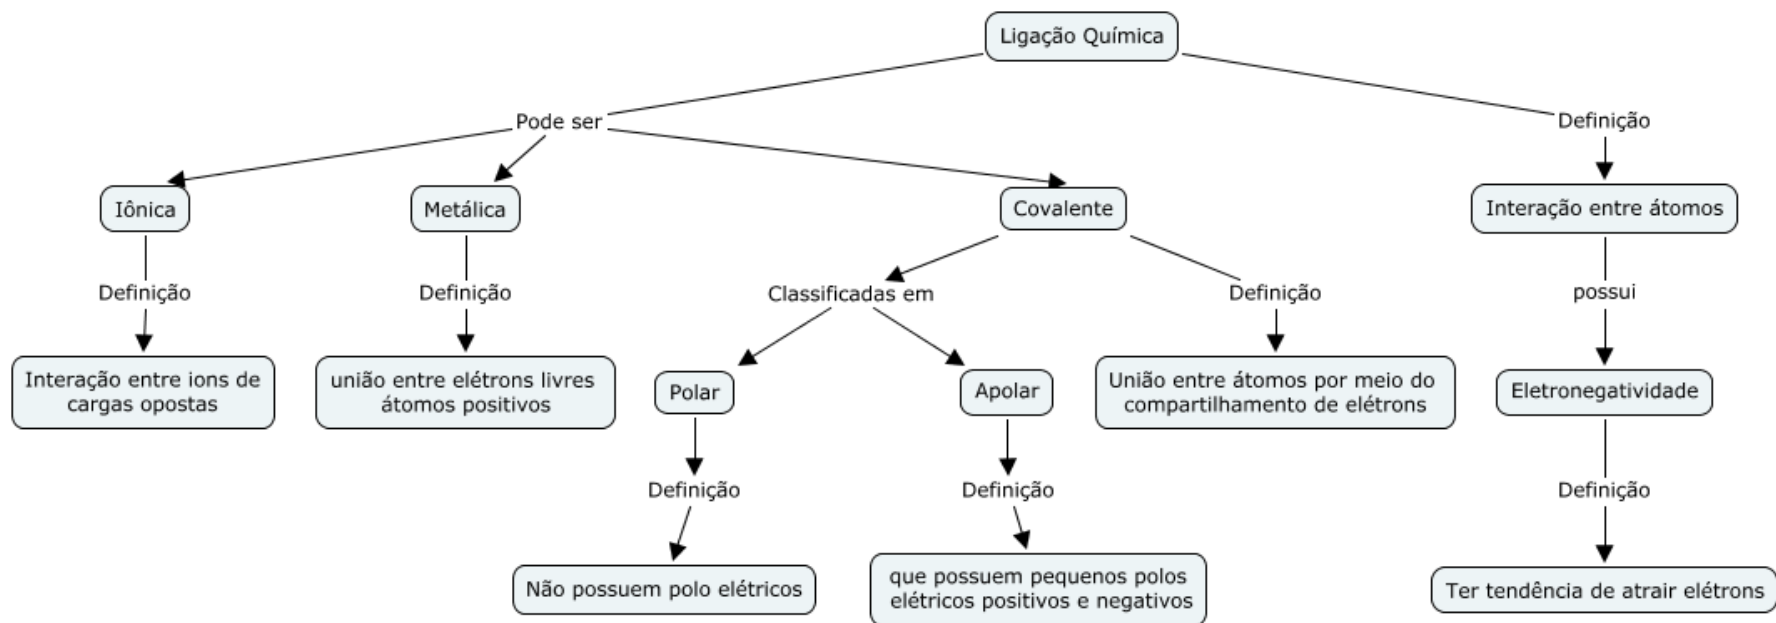 Ligação Química
Pode ser
Definição
Iônica
Metálica
Covalente
Interação entre átomos
Definição
Definição
Classificadas em
Definição
possui
Interação entre ions de
cargas opostas
união entre elétrons livres
átomos positivos
Polar
Apolar
União entre átomos por meio do
compartilhamento de elétrons
Eletronegatividade
Definição
Definição
Definição
Não possuem polo elétricos
que possuem pequenos polos
elétricos positivos e negativos
Ter tendência de atrair elétrons